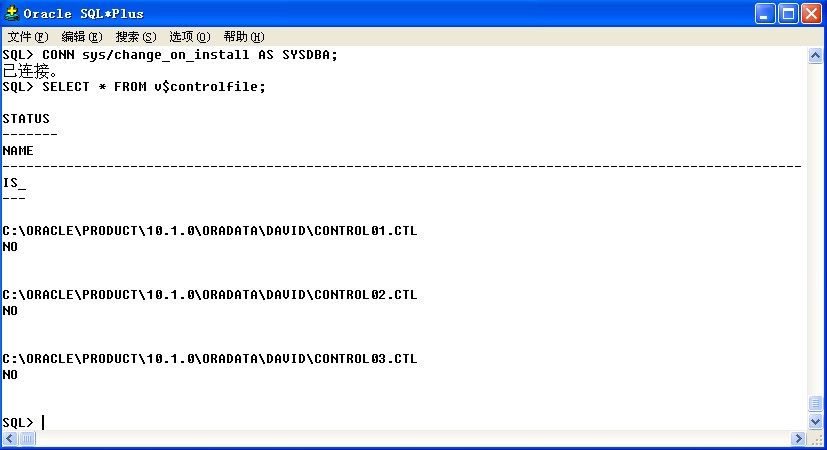 Oracle SQL*Plus
文件(F) 编辑(E) 搜索(S) 选项(O) 帮助(H)
SQL> CONN sys/change_on_install AS SYSDBA;
已连接。
SQL> SELECT * FROM v$controlfile;
STATUS
-------
NAME
----------------------------------------------------------------------------------------------------
IS_
---
C:\ORACLE\PRODUCT\10.1.0\ORADATA\DAVID\CONTROL01.CTL
NO
C:\ORACLE\PRODUCT\10.1.0\ORADATA\DAVID\CONTROL02.CTL
NO
C:\ORACLE\PRODUCT\10.1.0\ORADATA\DAVID\CONTROL03.CTL
NO
SQL>